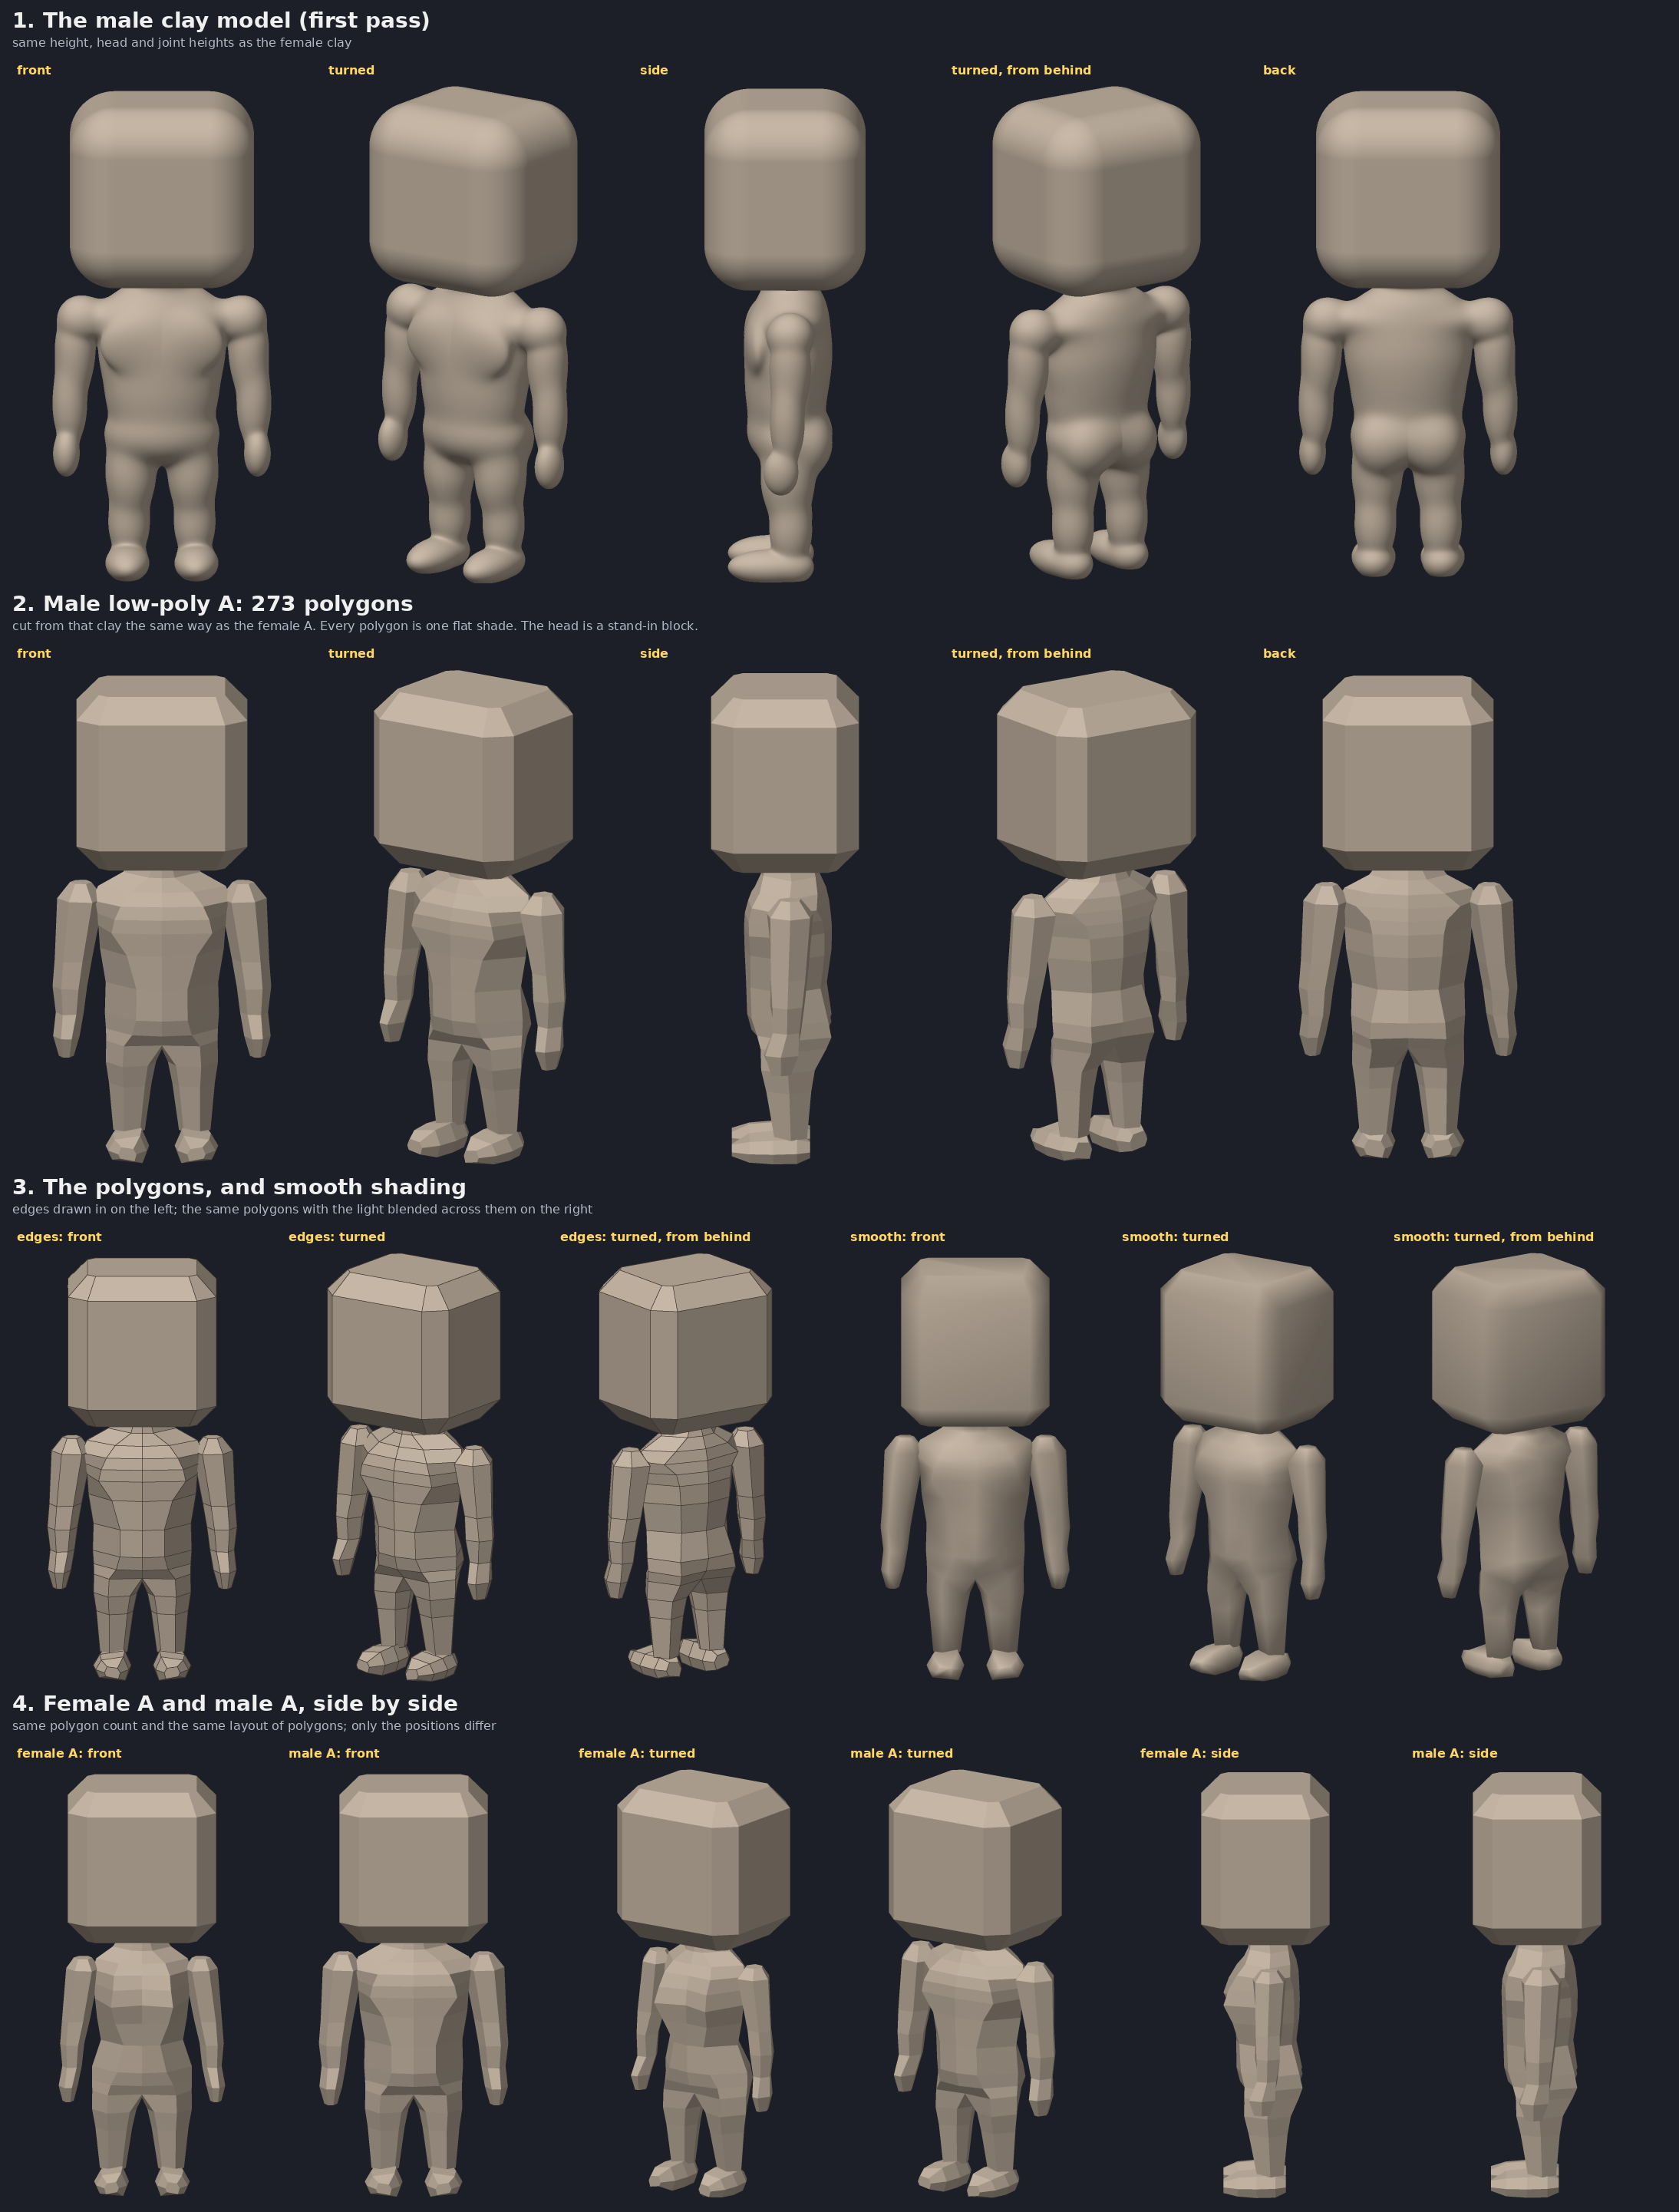 1. The male clay model (first pass)
same height, head and joint heights as the female clay
front
turned
side
turned, from behind
back
2. Male low-poly A: 273 polygons
cut from that clay the same way as the female A. Every polygon is one flat shade. The head is a stand-in block.
front
turned
side
turned, from behind
back
3. The polygons, and smooth shading
edges drawn in on the left; the same polygons with the light blended across them on the right
edges: front
edges: turned
edges: turned, from behind
smooth: front
smooth: turned
smooth: turned, from behind
4. Female A and male A, side by side
same polygon count and the same layout of polygons; only the positions differ
female A: front
male A: front
female A: turned
male A: turned
female A: side
male A: side